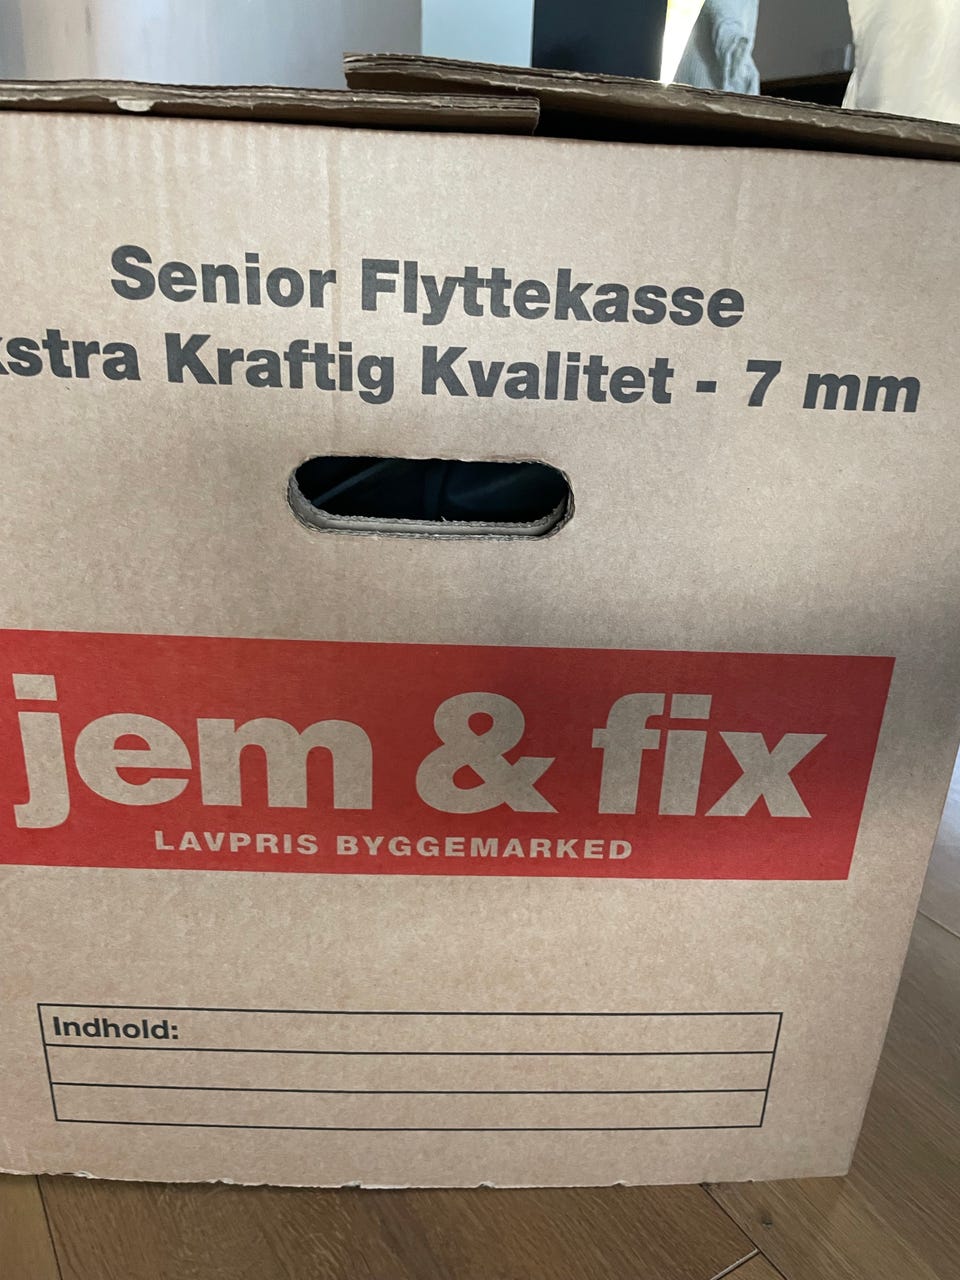 Senior Flyttekasse
kstra Kraftig Kvalitet - 7 mm
jem & fix
LAVPRIS BYGGEMARKED
Indhold: